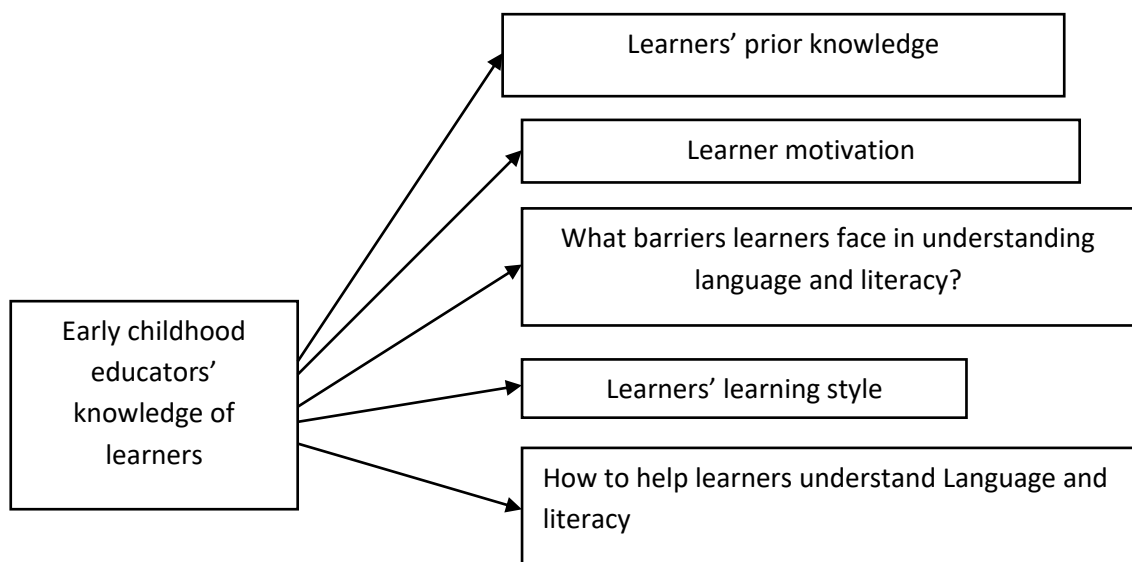 Learners’ prior knowledge
Learner motivation
What barriers learners face in understanding
language and literacy?
Early childhood
educators’
knowledge of
learners
Learners’ learning style
How to help learners understand Language and
literacy